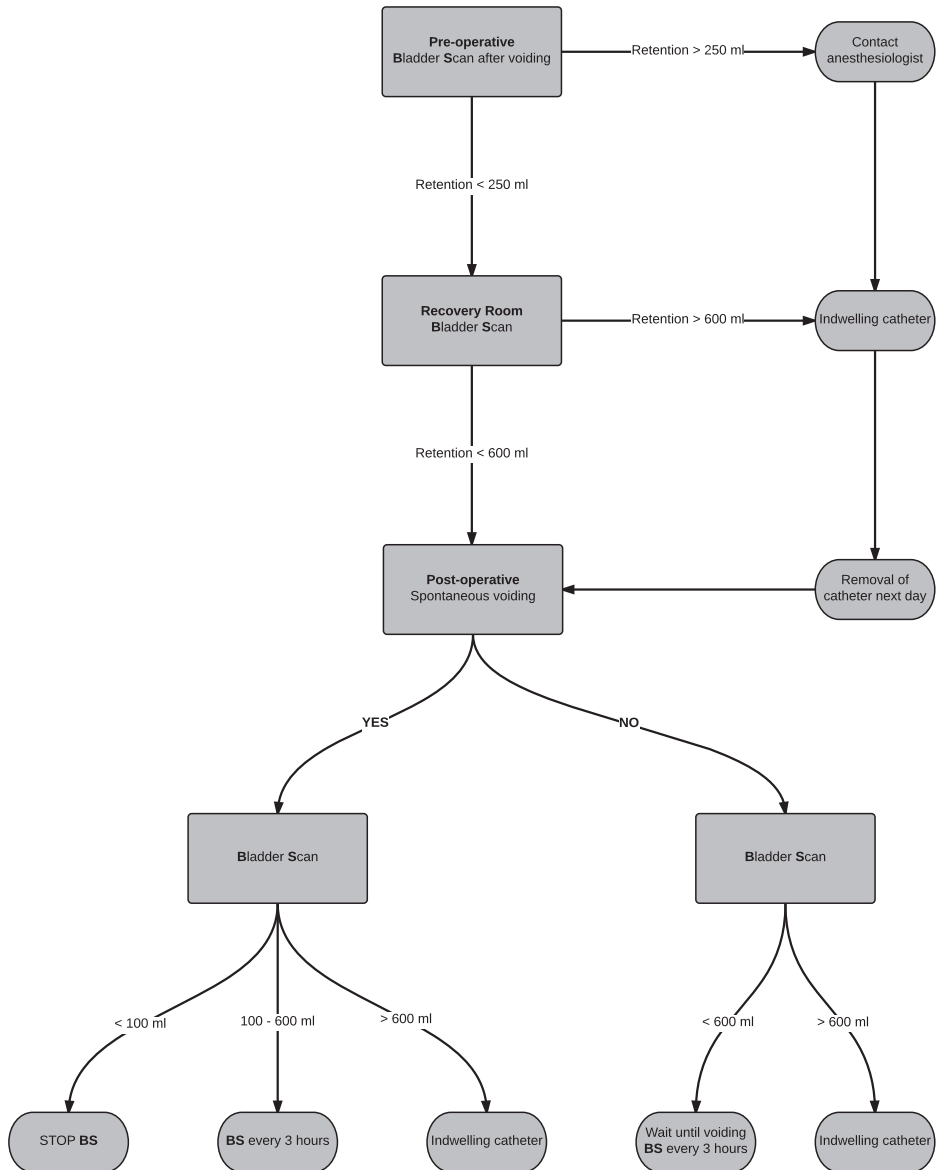 Pre-operative
Bladder Scan after voiding
Retention > 250 ml
Contact
anesthesiologist
Retention < 250 ml
Recovery Room
Bladder Scan
Retention > 600 ml
Indwelling catheter
Retention < 600 ml
Post-operative
Spontaneous voiding
Removal of
catheter next day
YES
NO
Bladder Scan
Bladder Scan
< 100 ml
100 - 600 ml
> 600 ml
< 600 ml
> 600 ml
STOP BS
BS every 3 hours
Indwelling catheter
Wait until voiding
BS every 3 hours
Indwelling catheter